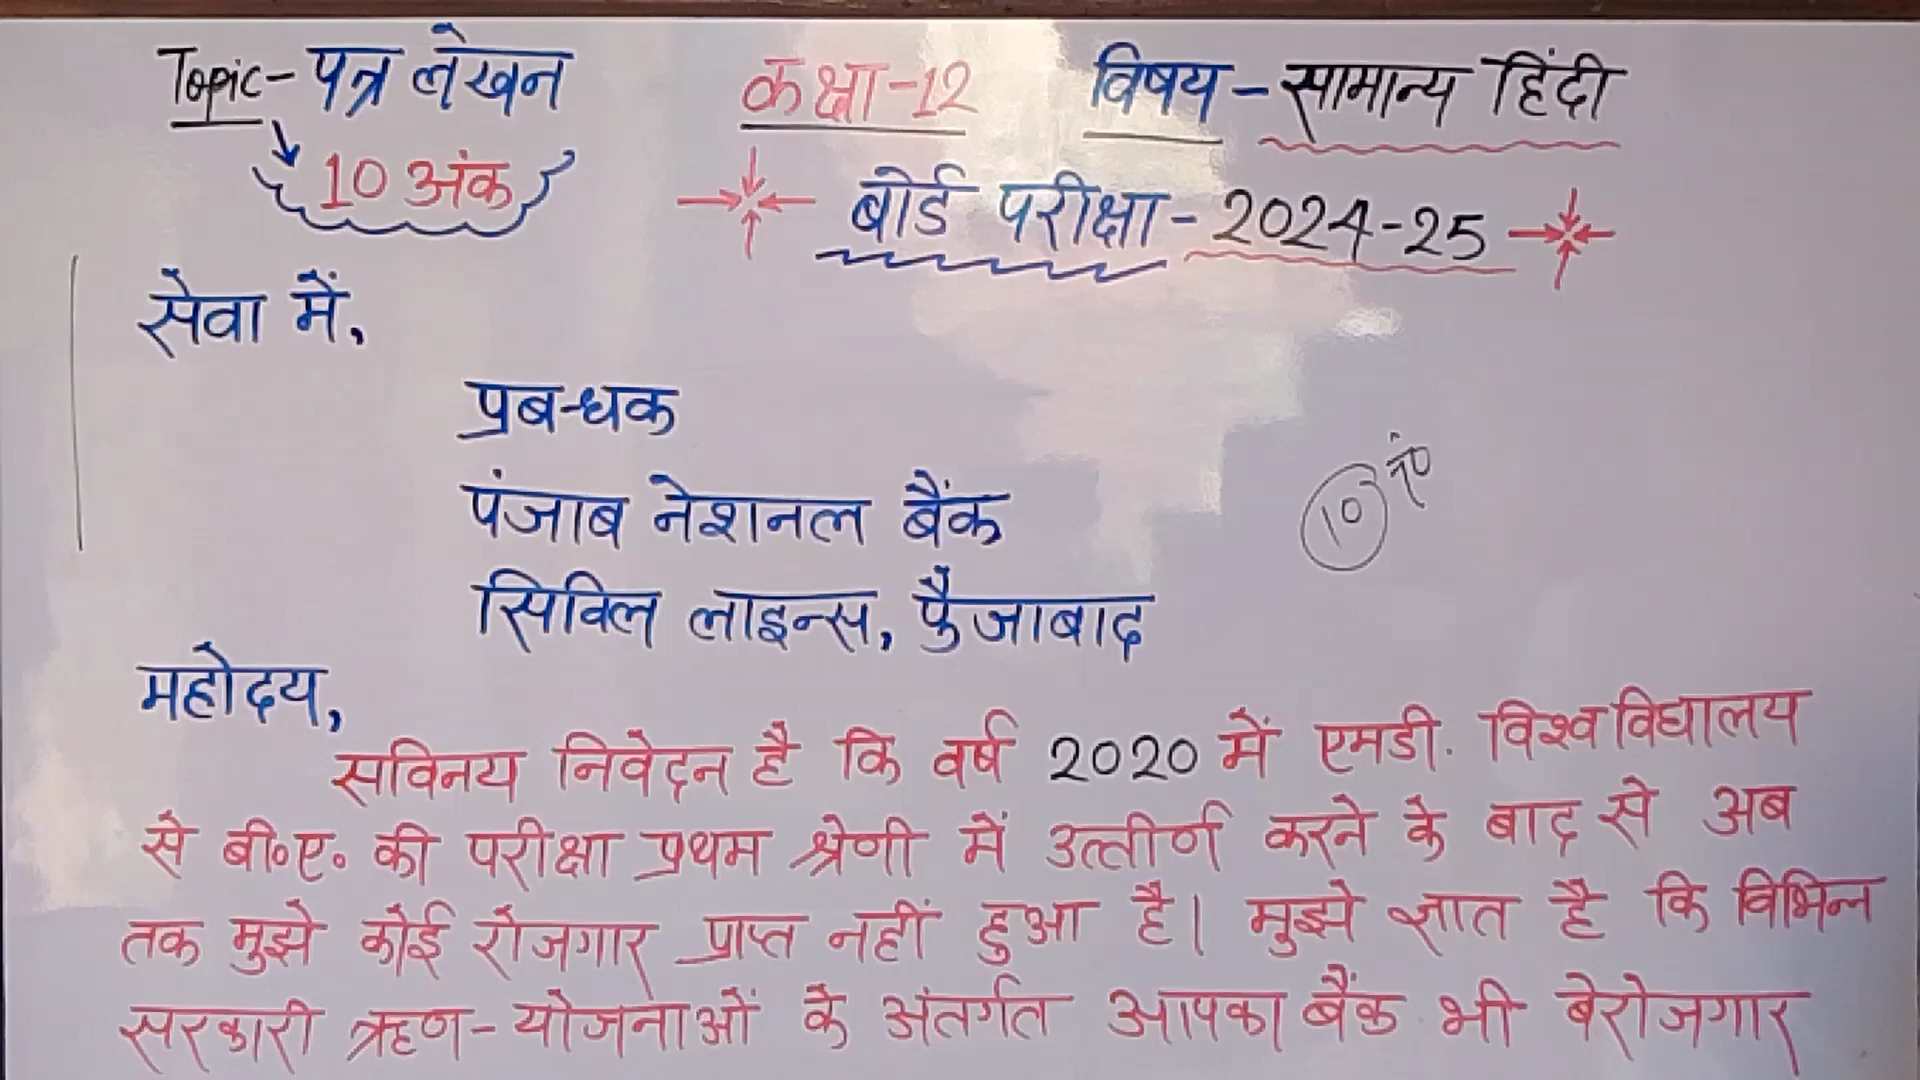 Topic- पत्र लेखन कक्षा-12 विषय-सामान्य हिंदी
10 अंक बोर्ड परीक्षा-2024-25
सेवा में,
प्रबन्धक
पंजाब नेशनल बैंक
10 नं0
सिविल लाइन्स, फैजाबाद
महोदय,
सविनय निवेदन है कि वर्ष 2020 में एमडी. विश्वविद्यालय
से बी०ए० की परीक्षा प्रथम श्रेणी में उत्तीर्ण करने के बाद से अब
तक मुझे कोई रोजगार प्राप्त नहीं हुआ है। मुझे ज्ञात है कि विभिन्न
सरकारी ऋण-योजनाओं के अंतर्गत आपका बैंक भी बेरोजगार